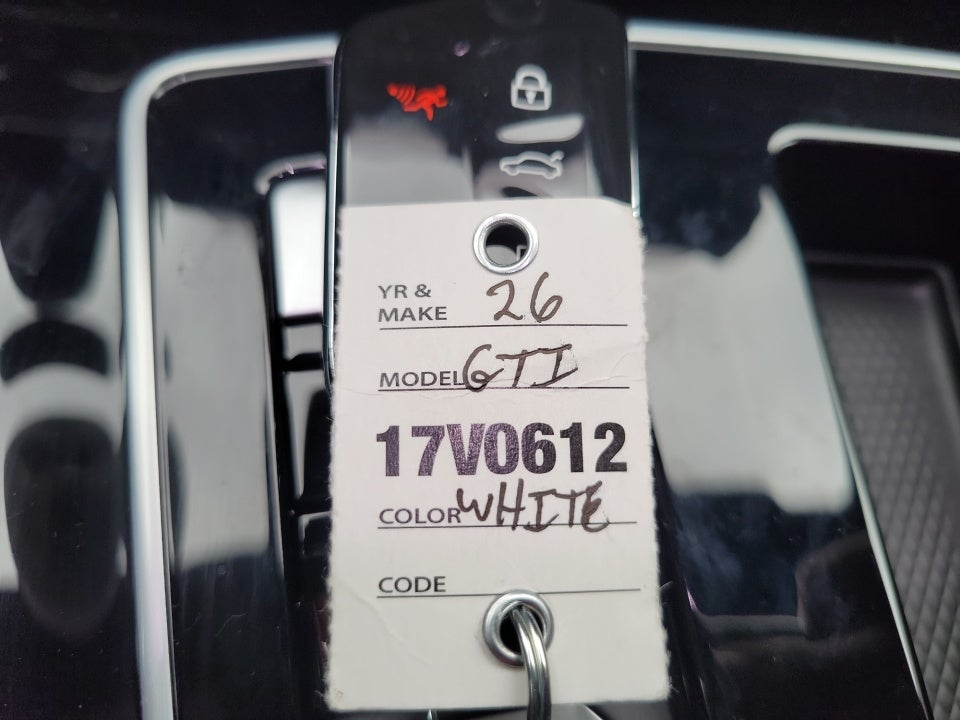 YR &
MAKE 26
MODEL GTI
17V0612
COLOR WHITE
CODE